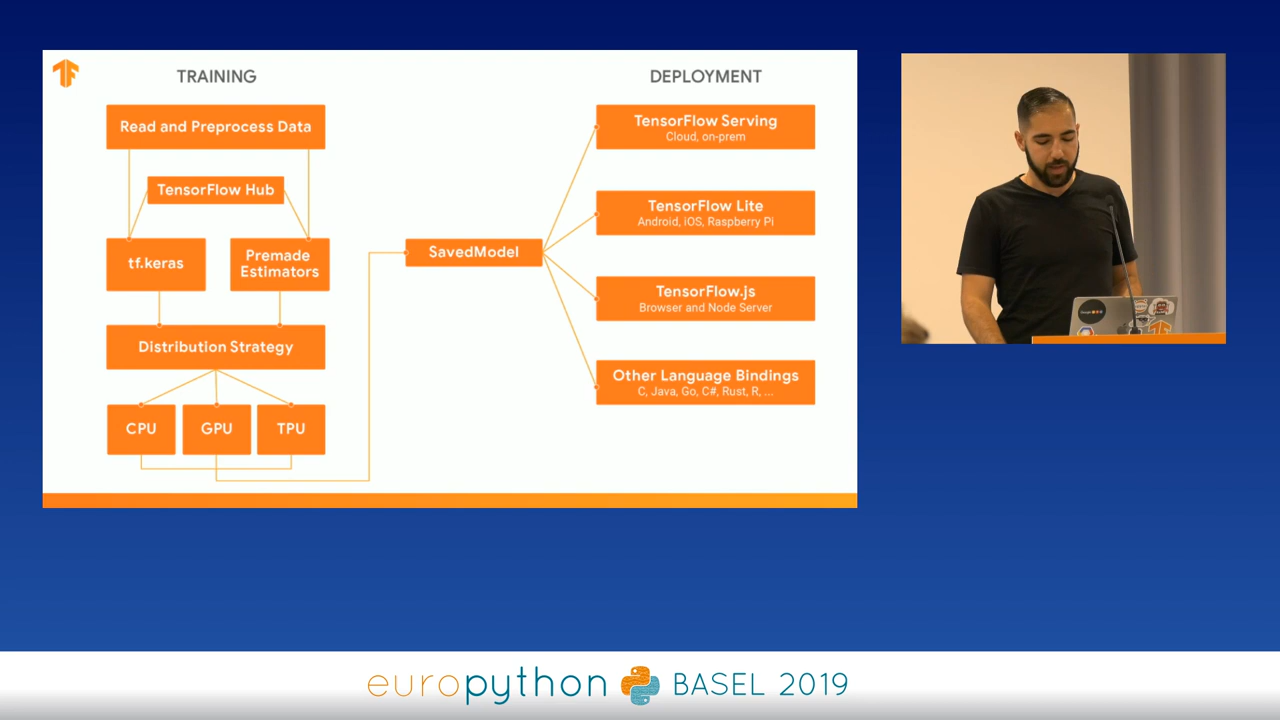 TRAINING
DEPLOYMENT
Read and Preprocess Data
TensorFlow Hub
tf.keras
Premade
Estimators
Distribution Strategy
CPU
GPU
TPU
SavedModel
TensorFlow Serving
Cloud, on-prem
TensorFlow Lite
Android, iOS, Raspberry Pi
TensorFlow.js
Browser and Node Server
Other Language Bindings
C, Java, Go, C#, Rust, R, ...
europython BASEL 2019